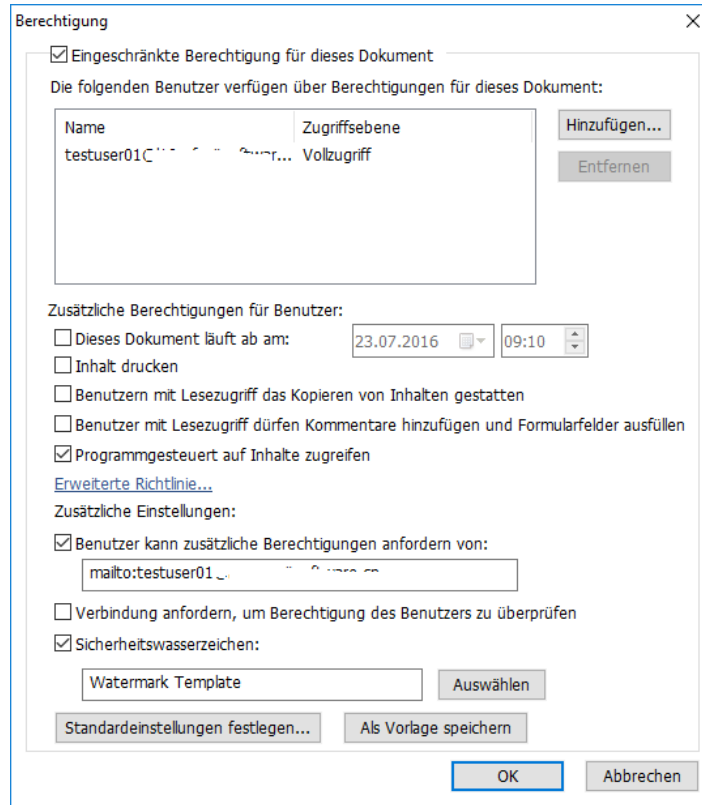 Berechtigung
Eingeschränkte Berechtigung für dieses Dokument
Die folgenden Benutzer verfügen über Berechtigungen für dieses Dokument:
Name Zugriffsebene Hinzufügen...
testuser01 Vollzugriff
Entfernen
Zusätzliche Berechtigungen für Benutzer:
Dieses Dokument läuft ab am: 23.07.2016 09:10
Inhalt drucken
Benutzern mit Lesezugriff das Kopieren von Inhalten gestatten
Benutzer mit Lesezugriff dürfen Kommentare hinzufügen und Formularfelder ausfüllen
Programmgesteuert auf Inhalte zugreifen
Erweiterte Richtlinie...
Zusätzliche Einstellungen:
Benutzer kann zusätzliche Berechtigungen anfordern von:
mailto:testuser01
Verbindung anfordern, um Berechtigung des Benutzers zu überprüfen
Sicherheitswasserzeichen:
Watermark Template Auswählen
Standardeinstellungen festlegen... Als Vorlage speichern
OK Abbrechen